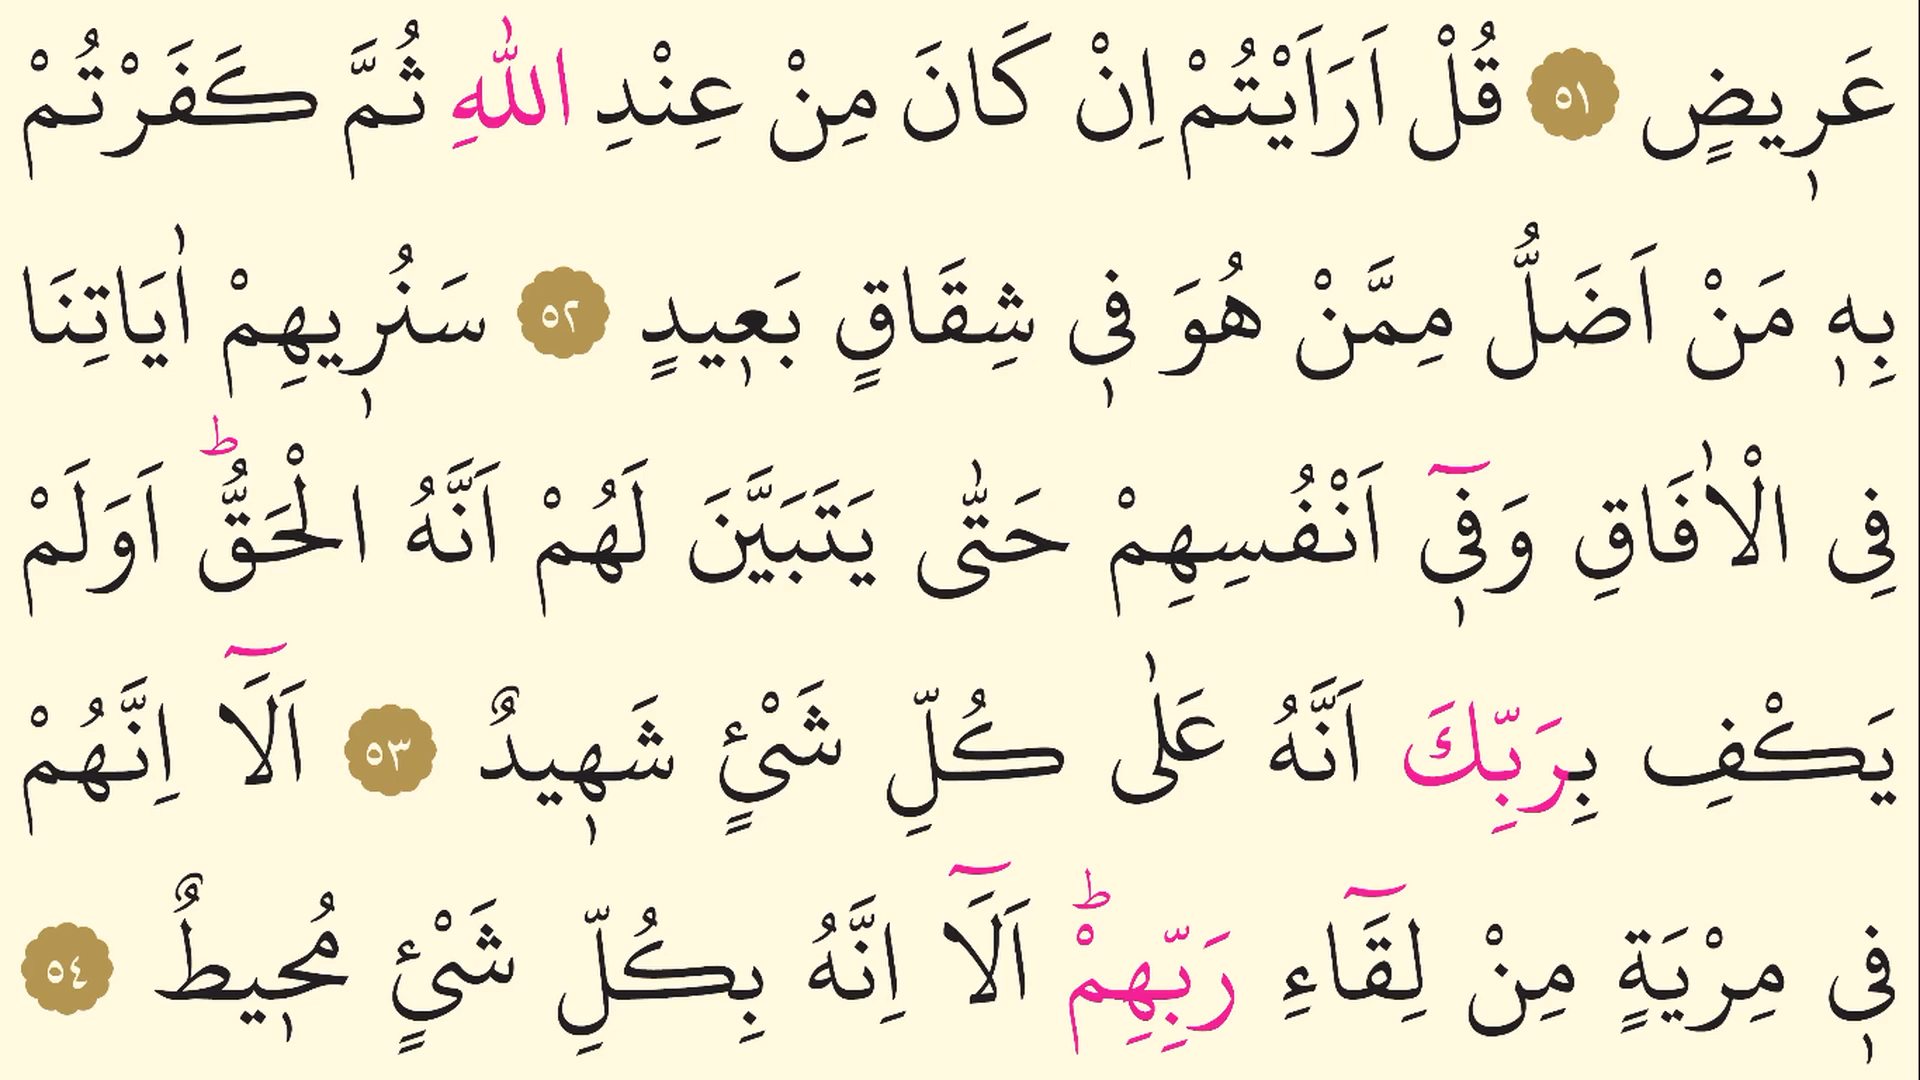 عَر۪يضٍ ﴿٥١﴾ قُلْ اَرَاَيْتُمْ اِنْ كَانَ مِنْ عِنْدِ اللّٰهِ ثُمَّ كَفَرْتُمْ
بِه۪ مَنْ اَضَلُّ مِمَّنْ هُوَ ف۪ي شِقَاقٍ بَع۪يدٍ ﴿٥٢﴾ سَنُر۪يهِمْ اٰيَاتِنَا
فِي الْاٰفَاقِ وَف۪ٓي اَنْفُسِهِمْ حَتّٰى يَتَبَيَّنَ لَهُمْ اَنَّهُ الْحَقُّۜ اَوَلَمْ
يَكْفِ بِرَبِّكَ اَنَّهُ عَلٰى كُلِّ شَيْءٍ شَه۪يدٌ ﴿٥٣﴾ اَلَٓا اِنَّهُمْ
ف۪ي مِرْيَةٍ مِنْ لِقَٓاءِ رَبِّهِمْۜ اَلَٓا اِنَّهُ بِكُلِّ شَيْءٍ مُح۪يطٌ ﴿٥٤﴾